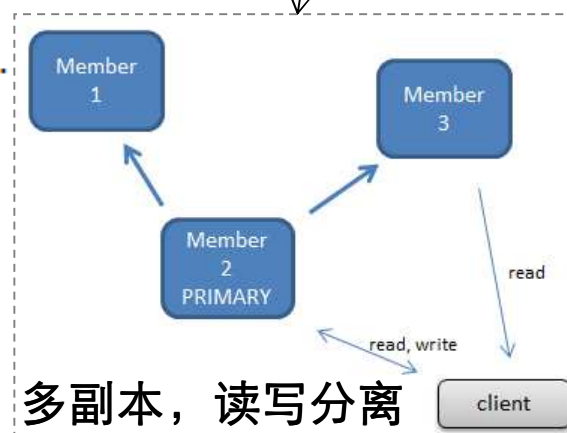 Member
1
Member
3
Member
2
PRIMARY
read
read, write
多副本，读写分离
client